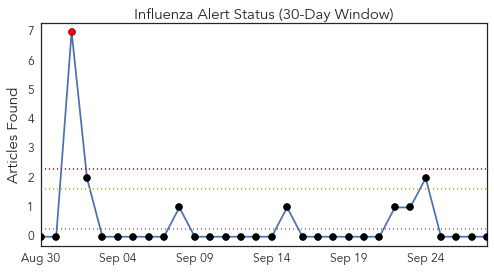 Influenza Alert Status (30-Day Window)
Articles Found
7
6
5
4
3
2
1
0
Aug 30 Sep 04 Sep 09 Sep 14 Sep 19 Sep 24